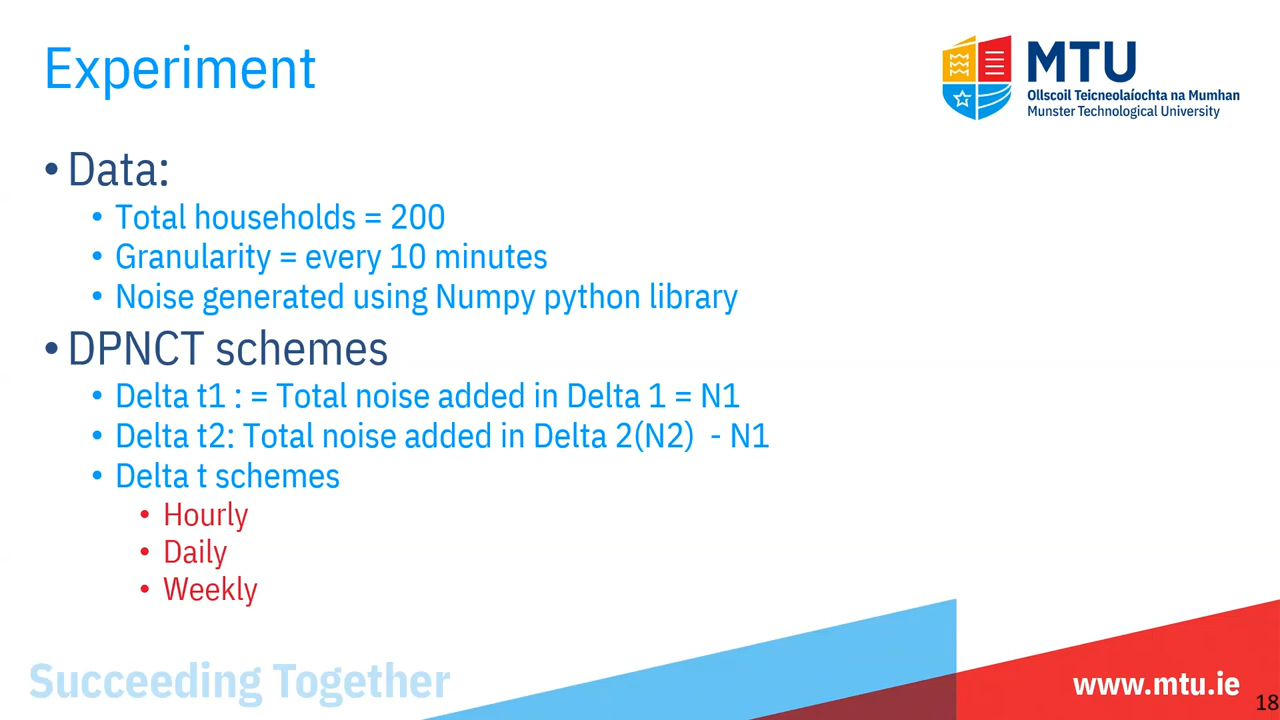 Experiment
MTU
Ollscoil Teicneolaíochta na Mumhan
Munster Technological University
• Data:
• Total households = 200
• Granularity = every 10 minutes
• Noise generated using Numpy python library
• DPNCT schemes
• Delta t1 : = Total noise added in Delta 1 = N1
• Delta t2: Total noise added in Delta 2(N2) - N1
• Delta t schemes
• Hourly
• Daily
• Weekly
Succeeding Together
www.mtu.ie
18